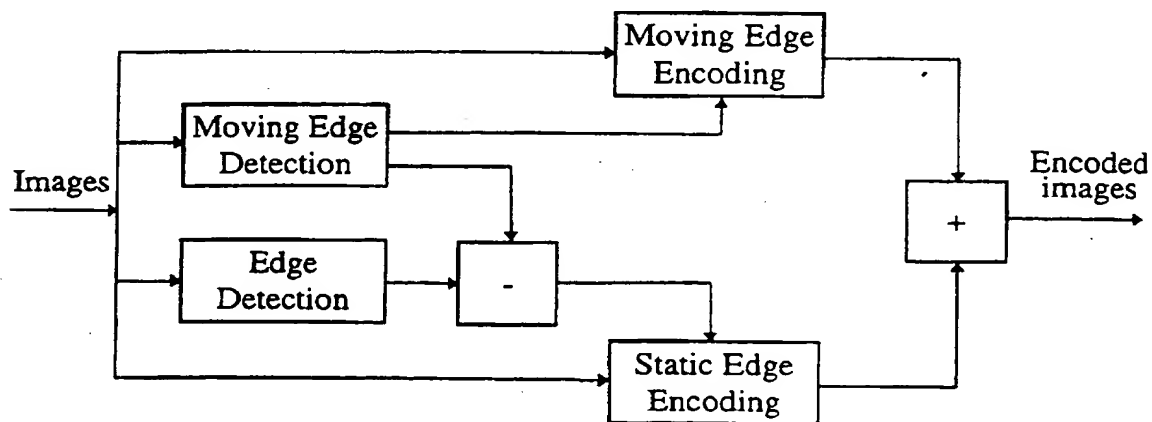 Moving Edge
Encoding
Moving Edge
Detection
Images
Encoded
images
+
Edge
Detection
-
Static Edge
Encoding